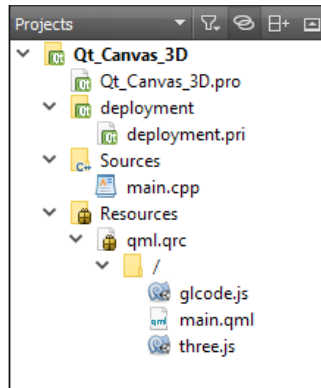 Projects
Qt_Canvas_3D
Qt_Canvas_3D.pro
deployment
deployment.pri
Sources
main.cpp
Resources
qml.qrc
/
glcode.js
main.qml
three.js